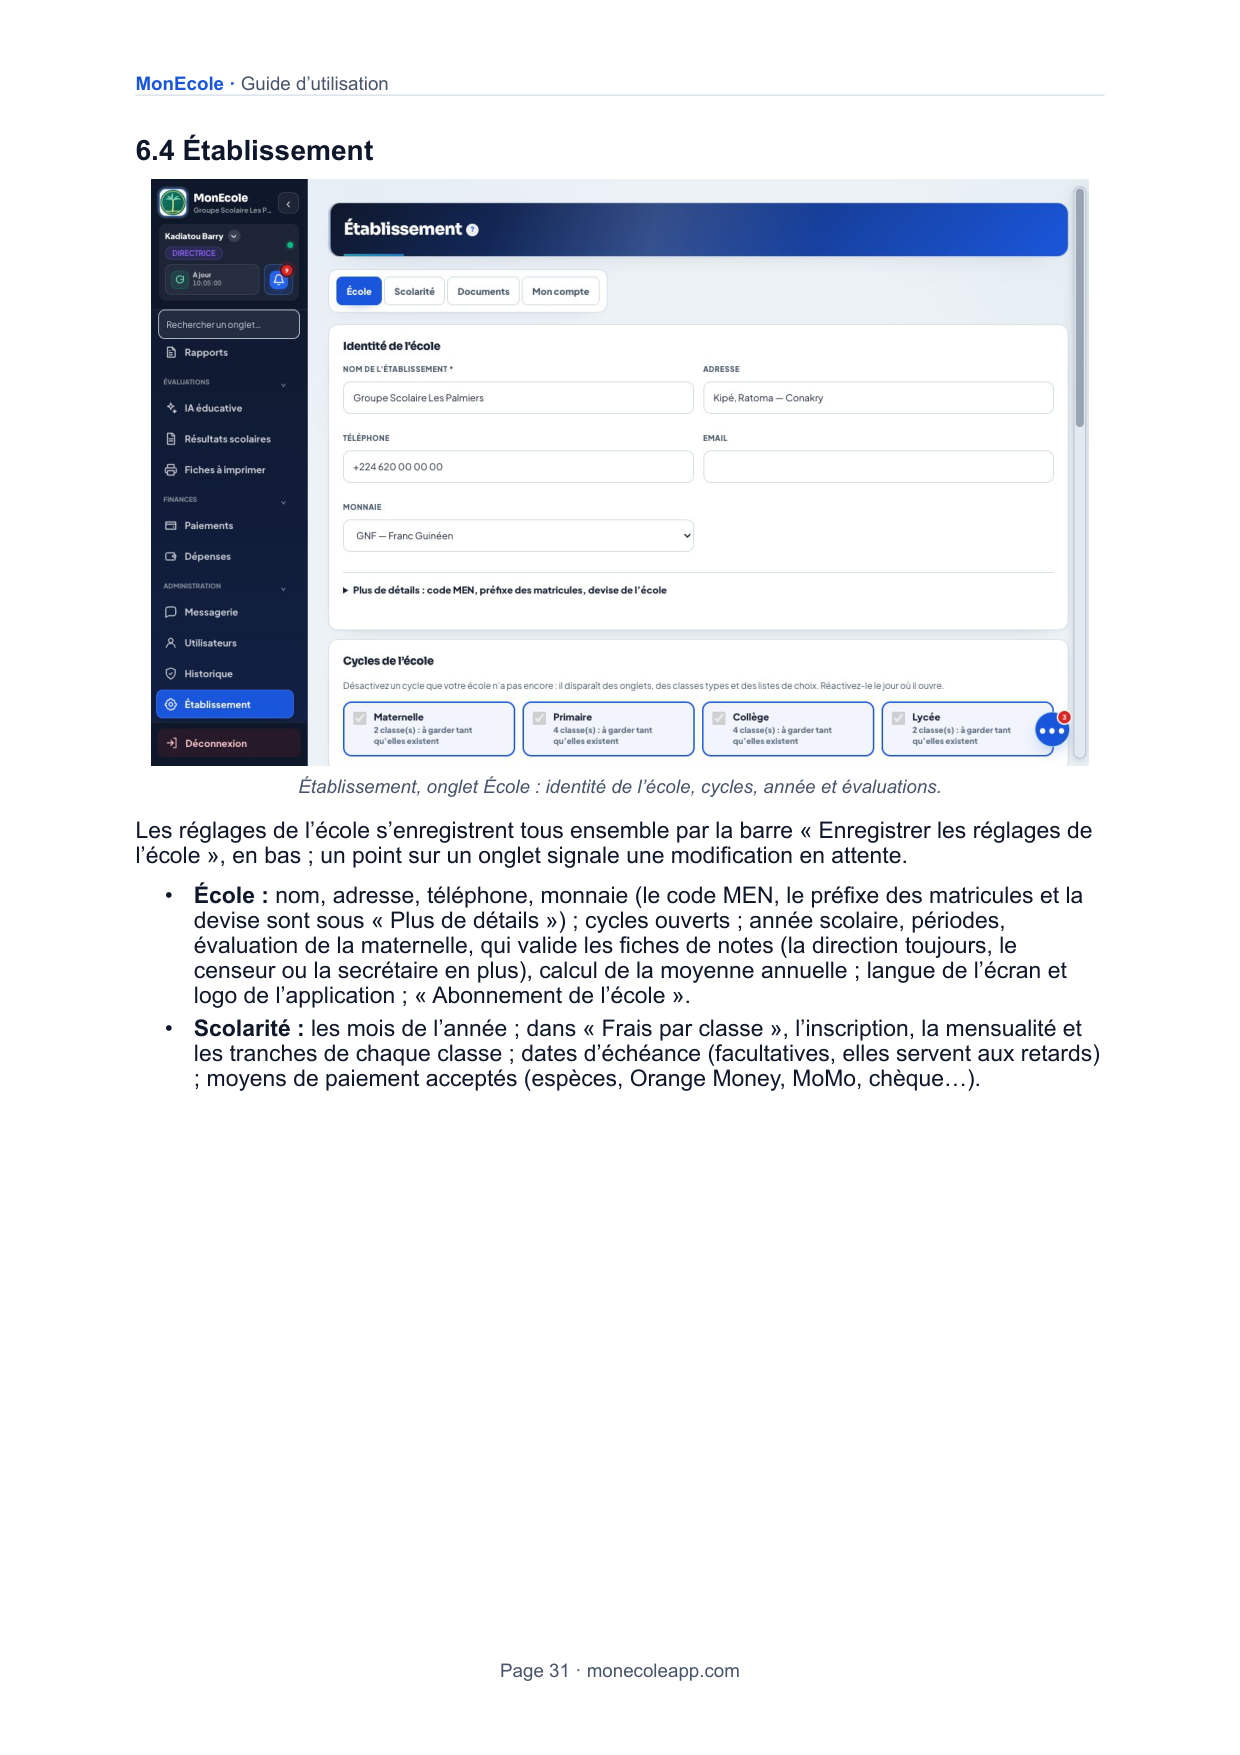 MonEcole · Guide d’utilisation
6.4 Établissement
MonEcole
Groupe Scolaire Les P...
Kadiatou Barry
DIRECTRICE
À jour
10:05:00
9
Rechercher un onglet...
Rapports
ÉVALUATIONS
IA éducative
Résultats scolaires
Fiches à imprimer
FINANCES
Paiements
Dépenses
ADMINISTRATION
Messagerie
Utilisateurs
Historique
Établissement
Déconnexion
Établissement ?
École Scolarité Documents Mon compte
Identité de l’école
NOM DE L’ÉTABLISSEMENT * ADRESSE
Groupe Scolaire Les Palmiers Kipé, Ratoma — Conakry
TÉLÉPHONE EMAIL
+224 620 00 00 00
MONNAIE
GNF — Franc Guinéen
Plus de détails : code MEN, préfixe des matricules, devise de l’école
Cycles de l’école
Désactivez un cycle que votre école n’a pas encore : il disparaît des onglets, des classes types et des listes de choix. Réactivez-le le jour où il ouvre.
Maternelle Primaire Collège Lycée
2 classe(s) : à garder tant 4 classe(s) : à garder tant 4 classe(s) : à garder tant 2 classe(s) : à garder tant
qu’elles existent qu’elles existent qu’elles existent qu’elles existent
3
Établissement, onglet École : identité de l’école, cycles, année et évaluations.
Les réglages de l’école s’enregistrent tous ensemble par la barre « Enregistrer les réglages de
l’école », en bas ; un point sur un onglet signale une modification en attente.
• École : nom, adresse, téléphone, monnaie (le code MEN, le préfixe des matricules et la
devise sont sous « Plus de détails ») ; cycles ouverts ; année scolaire, périodes,
évaluation de la maternelle, qui valide les fiches de notes (la direction toujours, le
censeur ou la secrétaire en plus), calcul de la moyenne annuelle ; langue de l’écran et
logo de l’application ; « Abonnement de l’école ».
• Scolarité : les mois de l’année ; dans « Frais par classe », l’inscription, la mensualité et
les tranches de chaque classe ; dates d’échéance (facultatives, elles servent aux retards)
; moyens de paiement acceptés (espèces, Orange Money, MoMo, chèque…).
Page 31 · monecoleapp.com